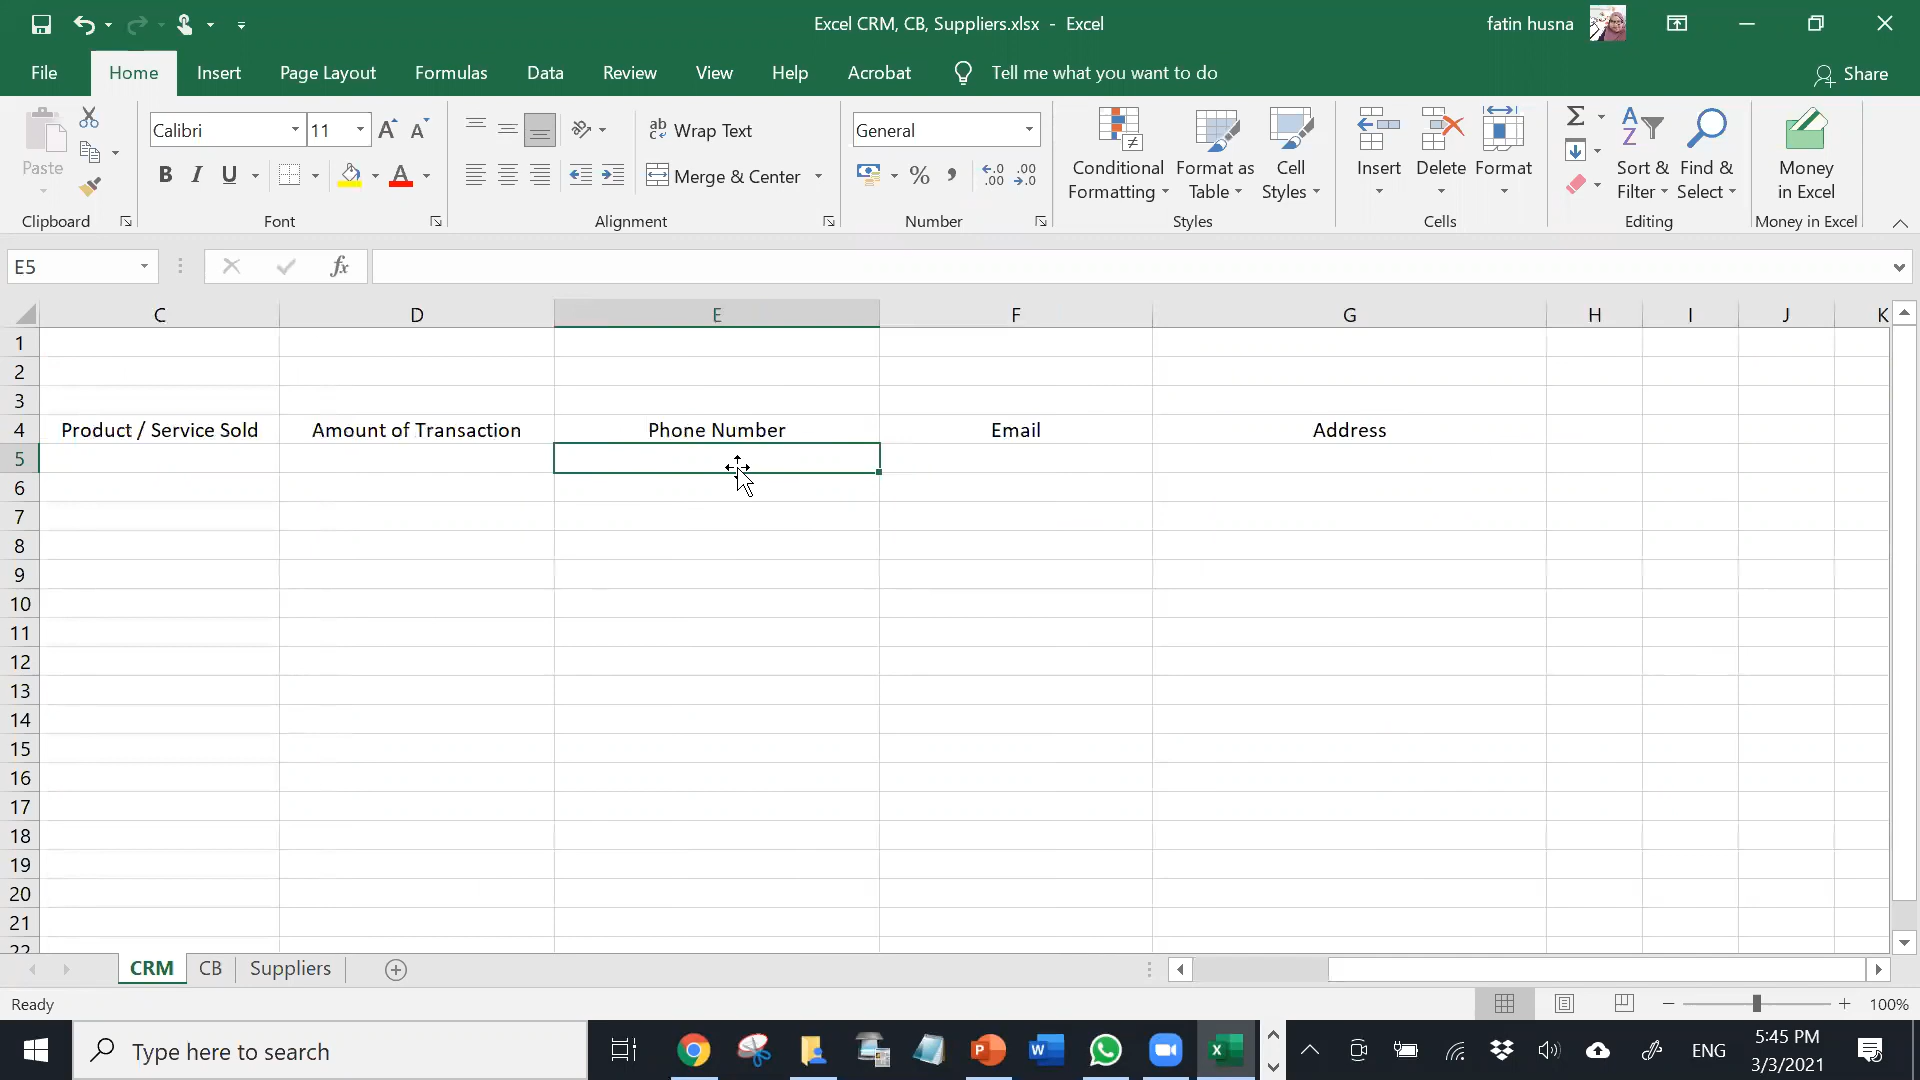 Excel CRM, CB, Suppliers.xlsx - Excel
fatin husna
File Home Insert Page Layout Formulas Data Review View Help Acrobat Tell me what you want to do Share
Paste
Calibri 11
B I U A
ab Wrap Text
Merge & Center
General
% ,
Conditional Formatting
Format as Table
Cell Styles
Insert Delete Format
Sort & Filter
Find & Select
Money in Excel
Clipboard Font Alignment Number Styles Cells Editing Money in Excel
E5 fx
C D E F G H I J K
1
2
3
4 Product / Service Sold Amount of Transaction Phone Number Email Address
5
6
7
8
9
10
11
12
13
14
15
16
17
18
19
20
21
22
CRM CB Suppliers
Ready 100%
Type here to search ENG 5:45 PM
3/3/2021